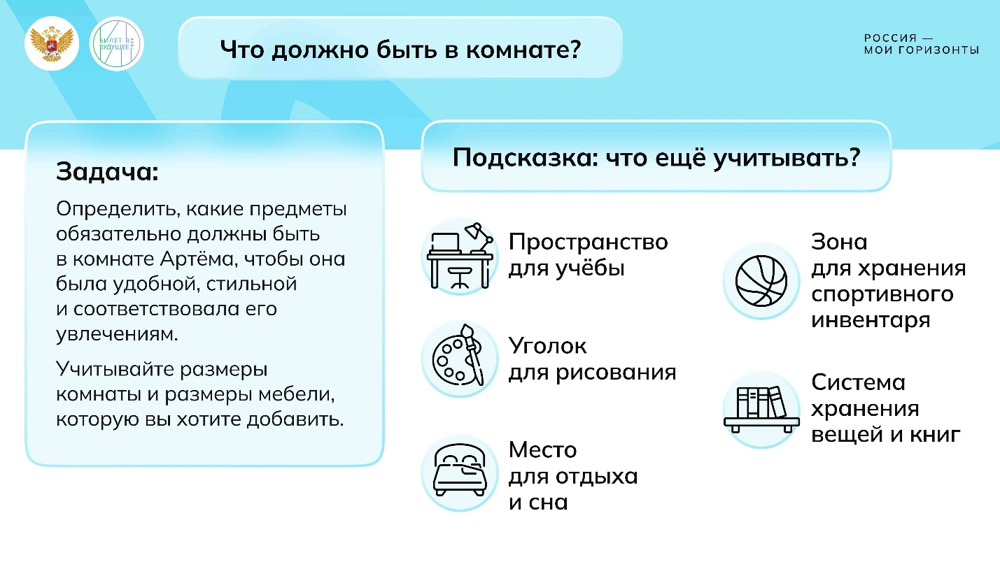 БИЛЕТ В
БУДУЩЕЕ
ТВОЁ
Что должно быть в комнате?
РОССИЯ —
МОИ ГОРИЗОНТЫ
Задача:
Определить, какие предметы
обязательно должны быть
в комнате Артёма, чтобы она
была удобной, стильной
и соответствовала его
увлечениям.
Учитывайте размеры
комнаты и размеры мебели,
которую вы хотите добавить.
Подсказка: что ещё учитывать?
Пространство
для учёбы
Уголок
для рисования
Место
для отдыха
и сна
Зона
для хранения
спортивного
инвентаря
Система
хранения
вещей и книг